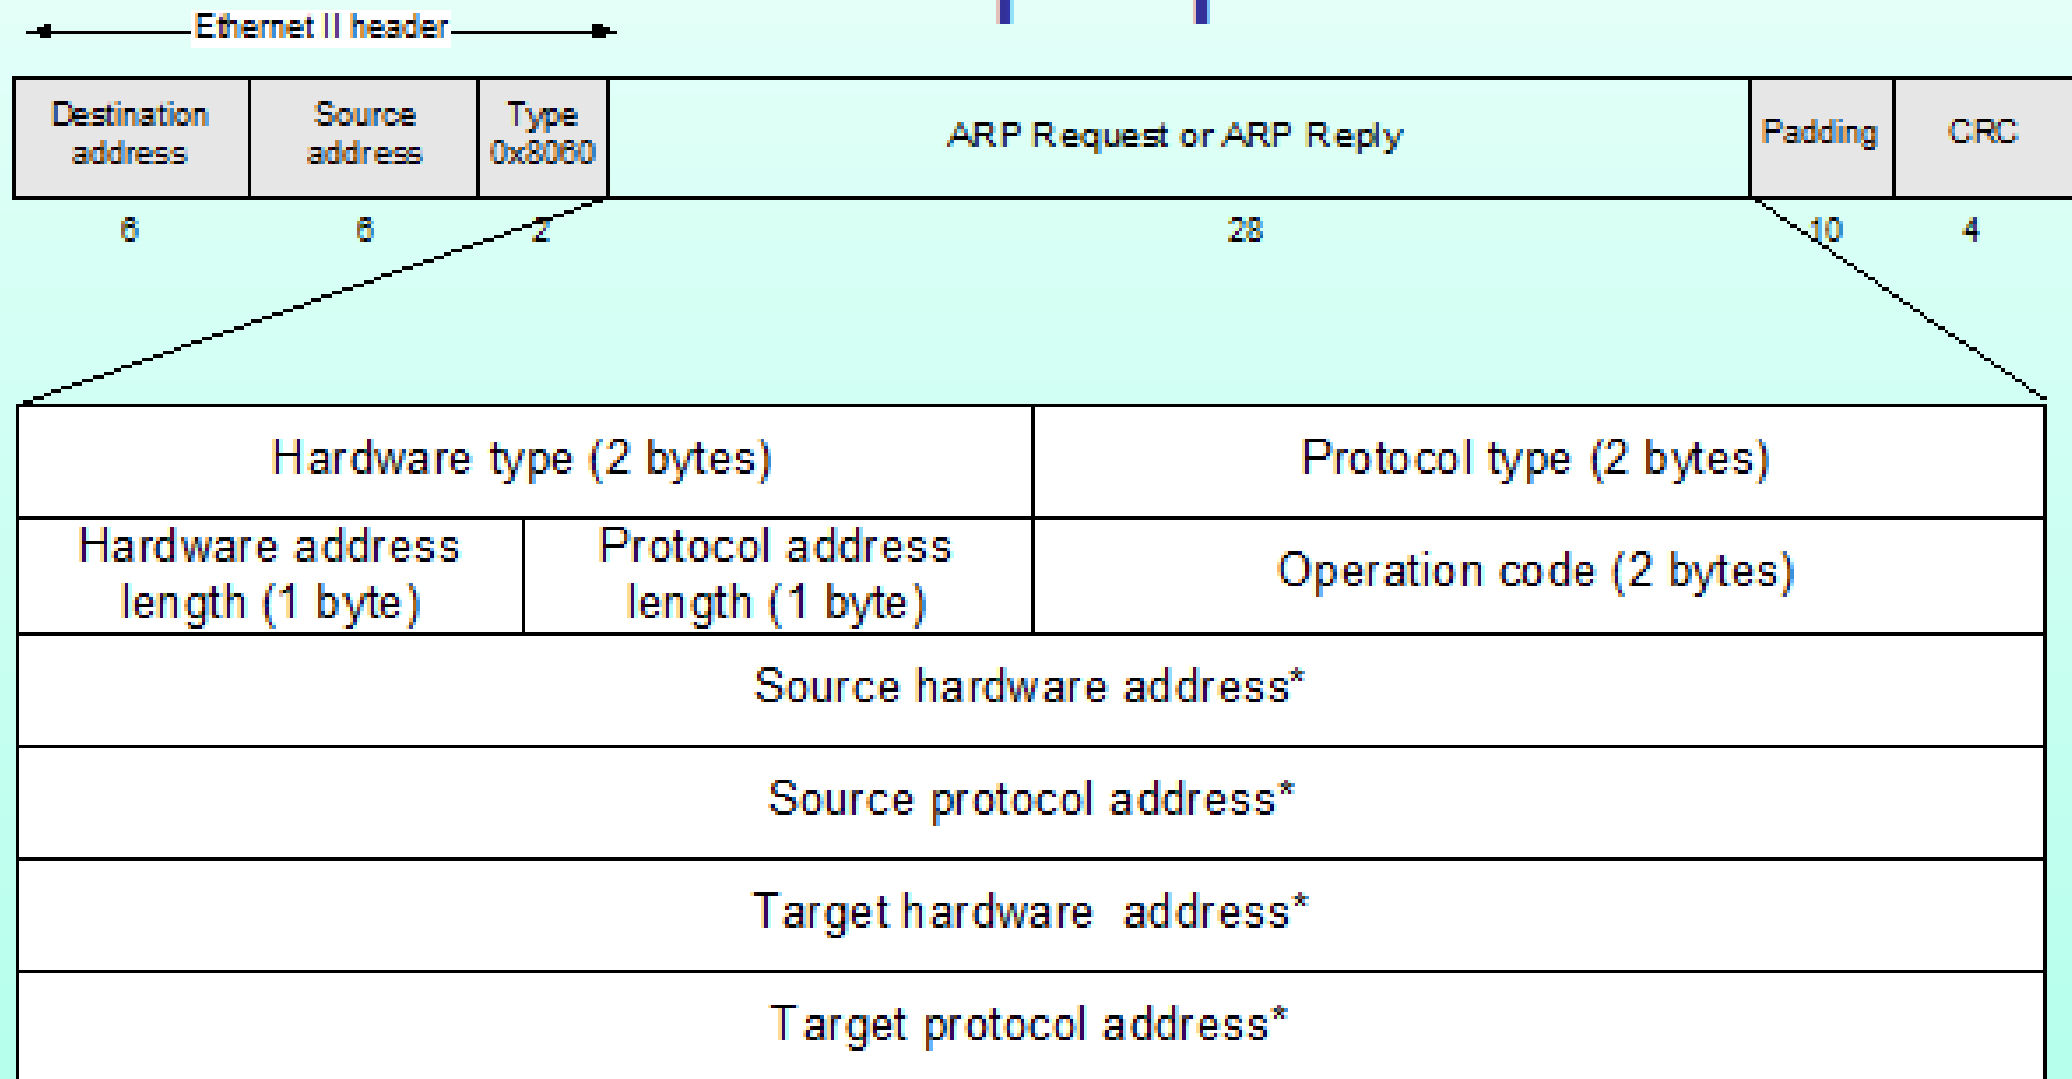 Ethernet II header
Destination
address
Source
address
Type
0x8060
ARP Request or ARP Reply
Padding
CRC
6
6
2
28
10
4
Hardware type (2 bytes)
Protocol type (2 bytes)
Hardware address
length (1 byte)
Protocol address
length (1 byte)
Operation code (2 bytes)
Source hardware address*
Source protocol address*
Target hardware address*
Target protocol address*